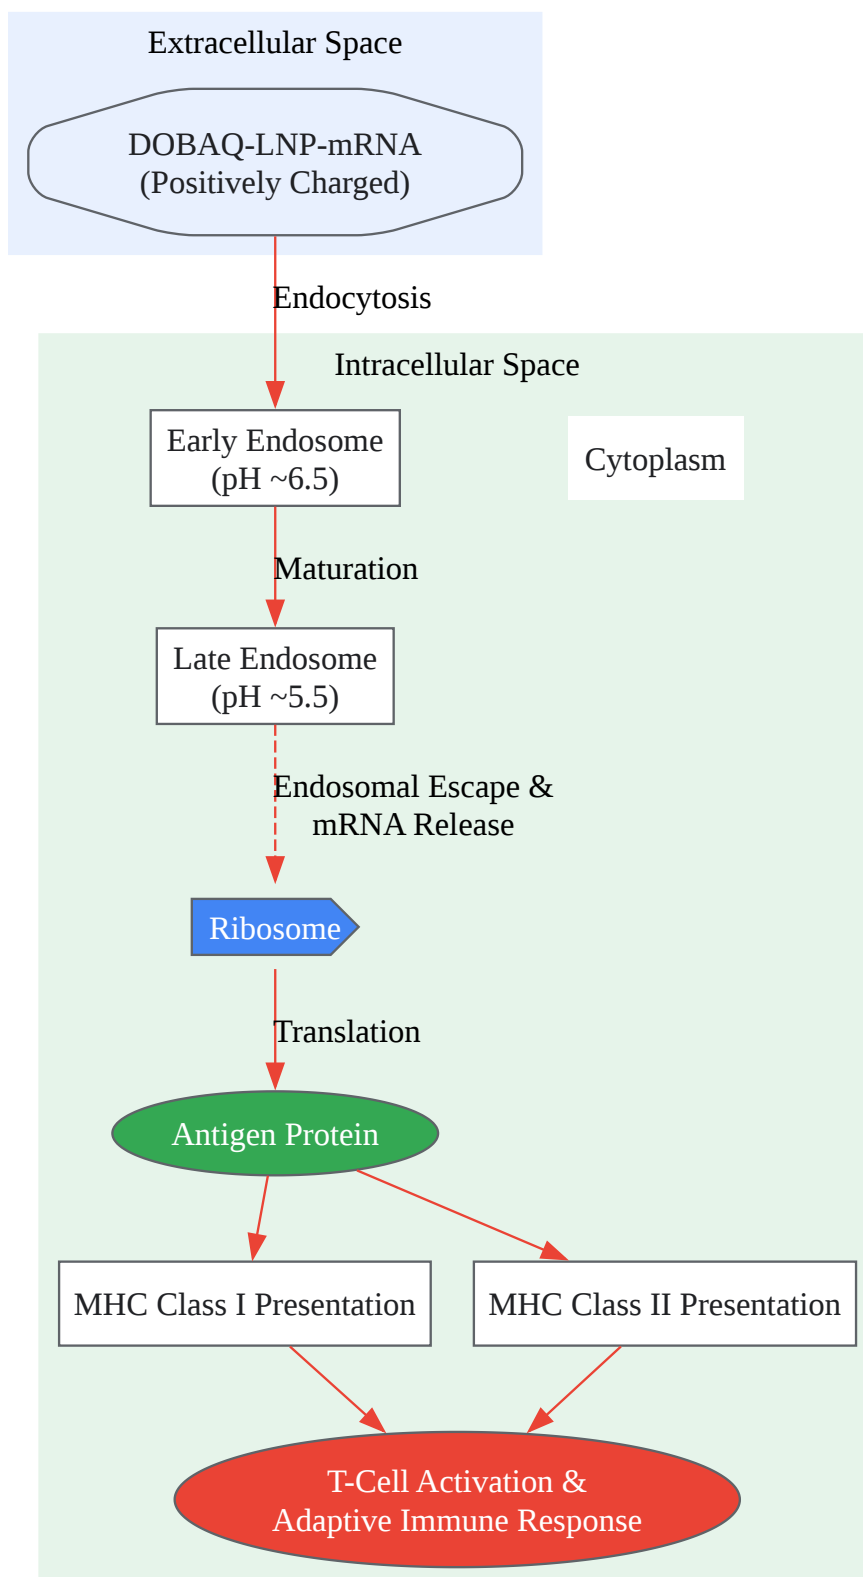 Extracellular Space
DOBAQ-LNP-mRNA
(Positively Charged)
Endocytosis
Intracellular Space
Early Endosome
(pH ~6.5)
Cytoplasm
Maturation
Late Endosome
(pH ~5.5)
Endosomal Escape &
mRNA Release
Ribosome
Translation
Antigen Protein
MHC Class I Presentation
MHC Class II Presentation
T-Cell Activation &
Adaptive Immune Response